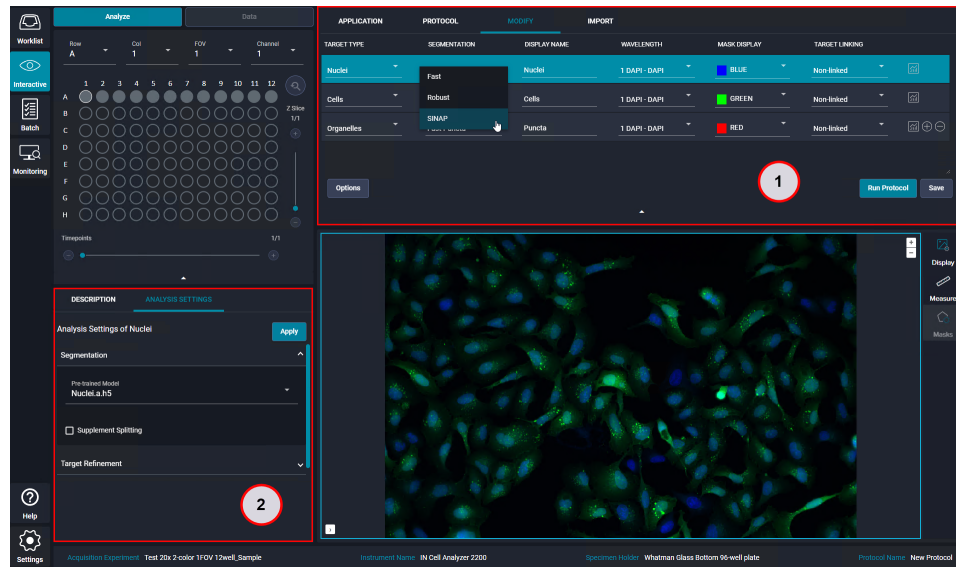 Worklist
Interactive
Batch
Monitoring
Help
Settings
Analyze
Data
Row
A
Col
1
FOV
1
Channel
1
1 2 3 4 5 6 7 8 9 10 11 12
A
B
C
D
E
F
G
H
Z Slice
1/1
Timepoints
1/1
DESCRIPTION
ANALYSIS SETTINGS
Analysis Settings of Nuclei
Apply
Segmentation
Pre-trained Model
Nuclei.a.h5
Supplement Splitting
Target Refinement
2
APPLICATION PROTOCOL MODIFY IMPORT
TARGET TYPE SEGMENTATION DISPLAY NAME WAVELENGTH MASK DISPLAY TARGET LINKING
Nuclei Nuclei 1 DAPI - DAPI BLUE Non-linked
Fast
Robust
SINAP
Cells Cells 1 DAPI - DAPI GREEN Non-linked
Organelles Puncta 1 DAPI - DAPI RED Non-linked
1
Options
Run Protocol
Save
Display
Measure
Masks
Acquisition Experiment Test 20x 2-color 1FOV 12well_Sample Instrument Name IN Cell Analyzer 2200 Specimen Holder Whatman Glass Bottom 96-well plate Protocol Name New Protocol